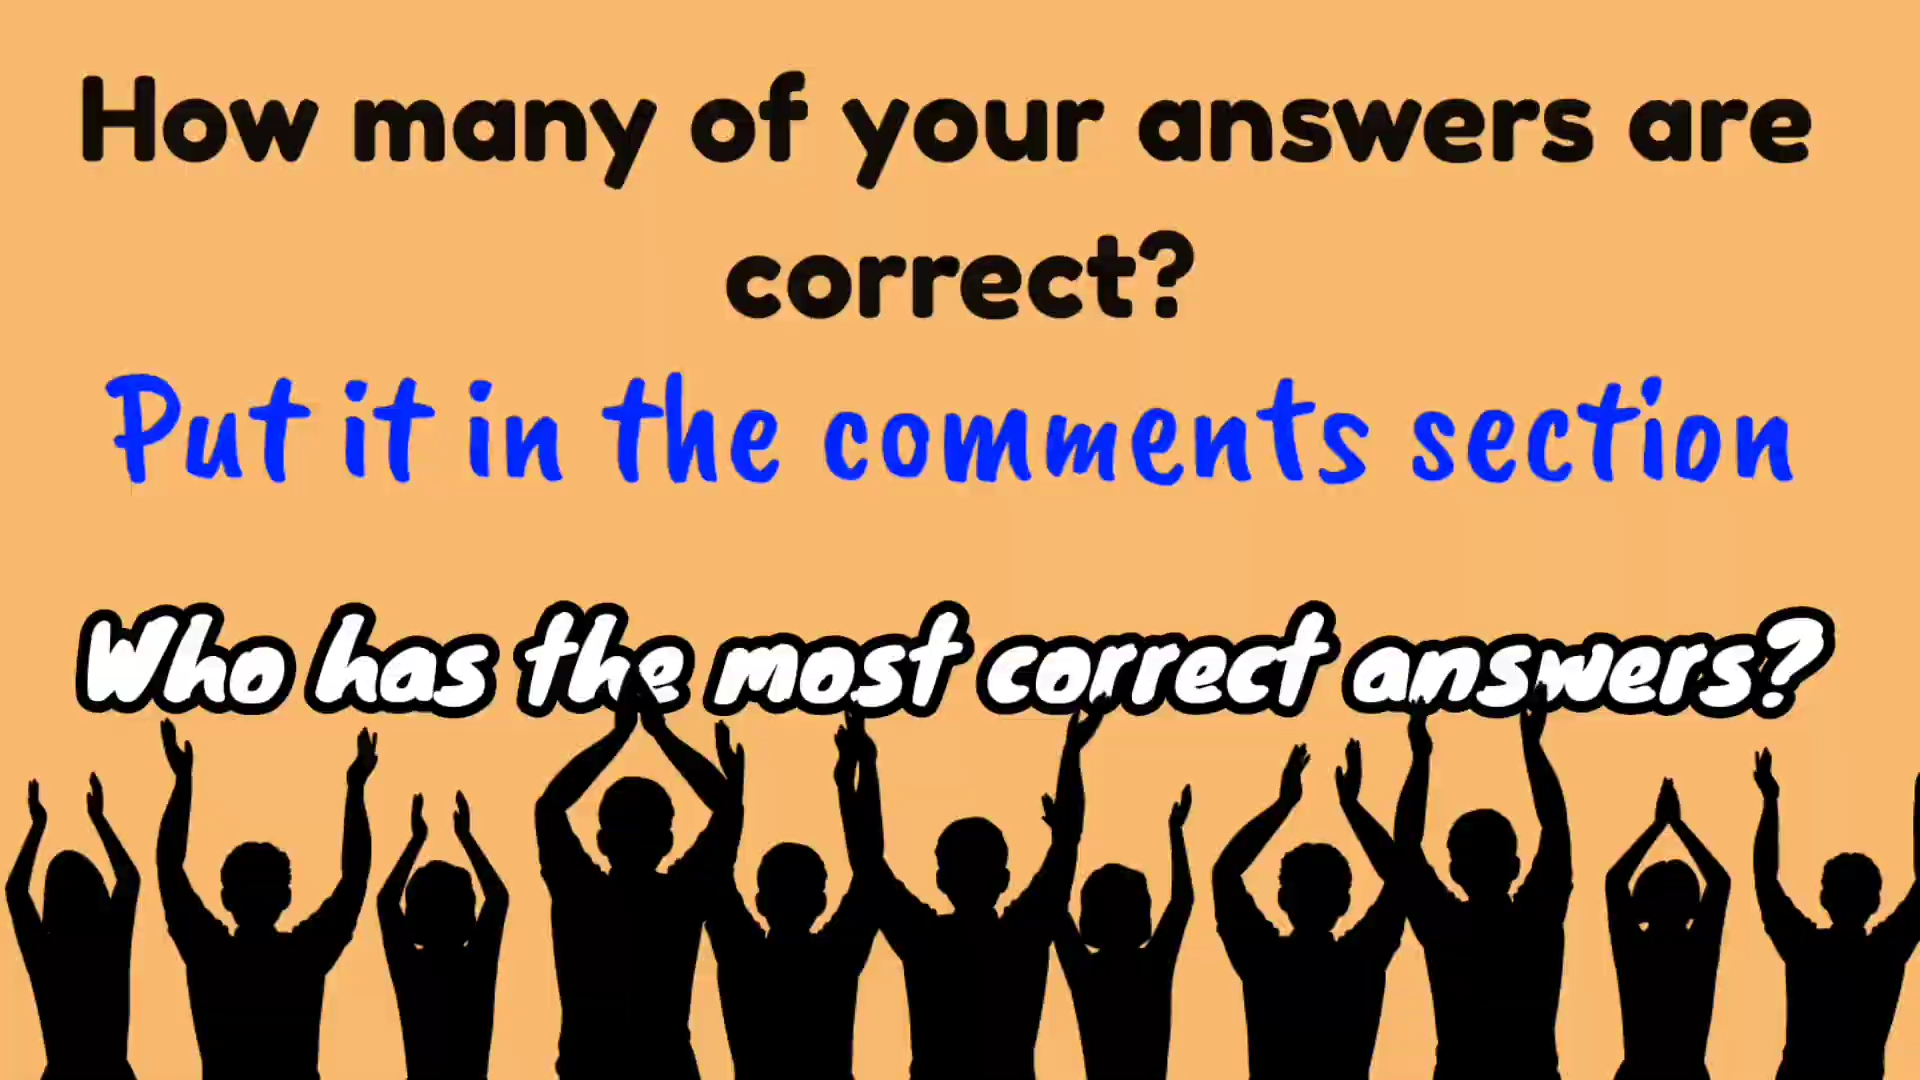 How many of your answers are
correct?
Put it in the comments section
Who has the most correct answers?